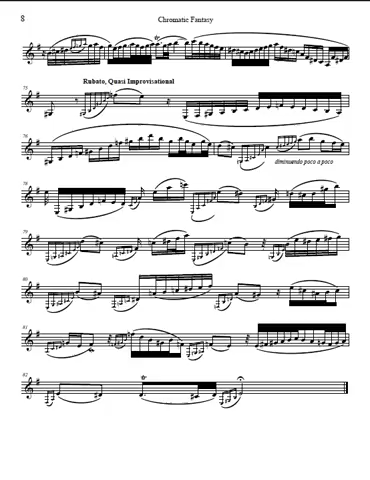 8
Chromatic Fantasy
Rubato, Quasi Improvisational
75
76
diminuendo poco a poco
78
79
80
81
82